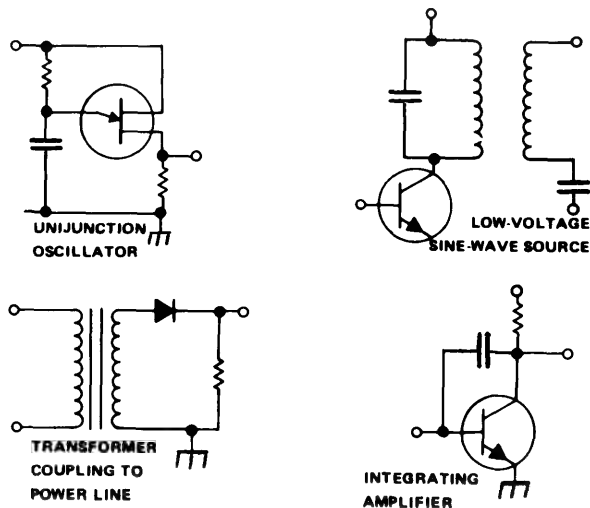 UNIJUNCTION
OSCILLATOR
LOW-VOLTAGE
SINE-WAVE SOURCE
TRANSFORMER
COUPLING TO
POWER LINE
INTEGRATING
AMPLIFIER